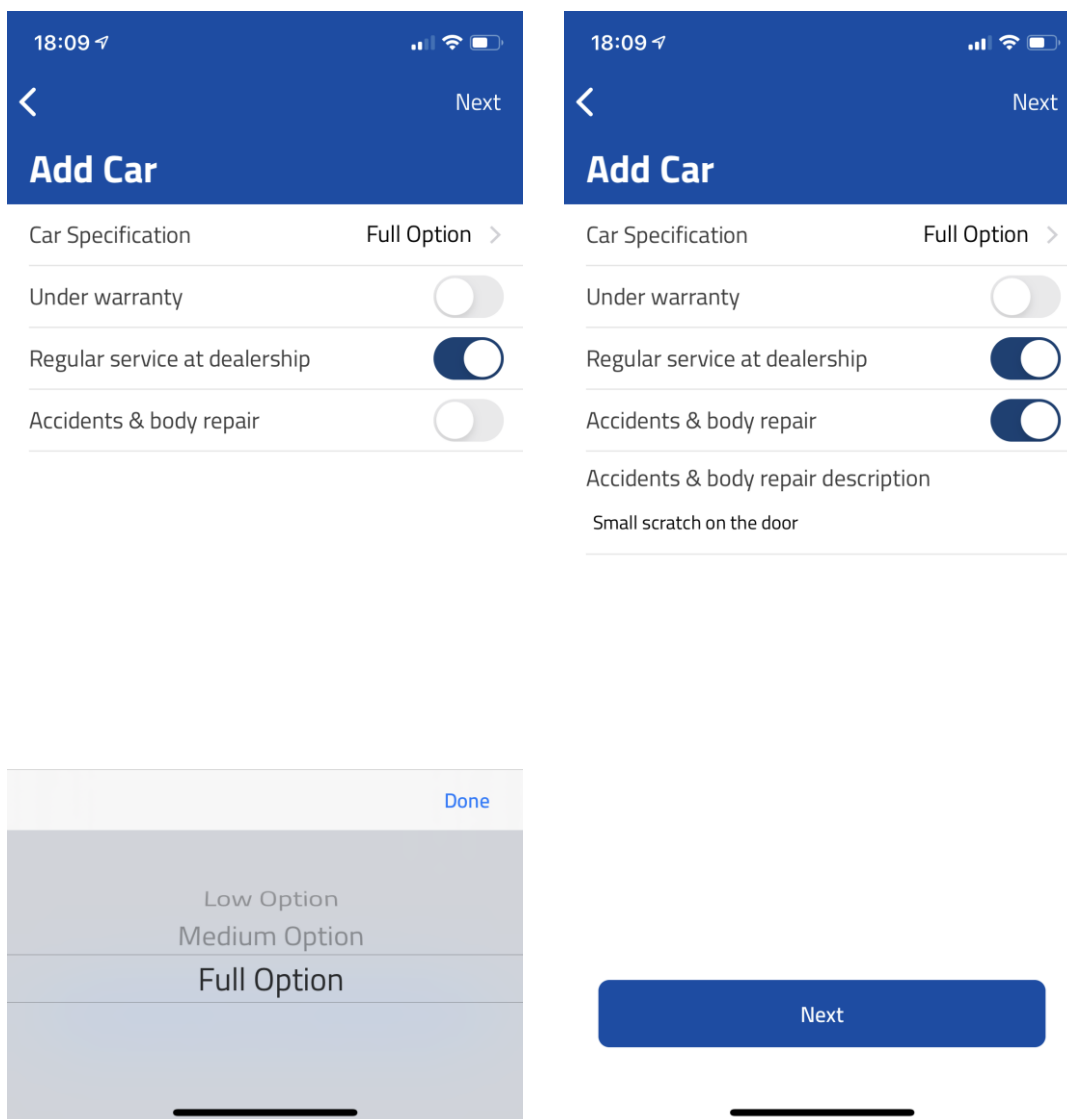 18:09
Next
Add Car
Car Specification Full Option
Under warranty
Regular service at dealership
Accidents & body repair
Done
Low Option
Medium Option
Full Option
18:09
Next
Add Car
Car Specification Full Option
Under warranty
Regular service at dealership
Accidents & body repair
Accidents & body repair description
Small scratch on the door
Next